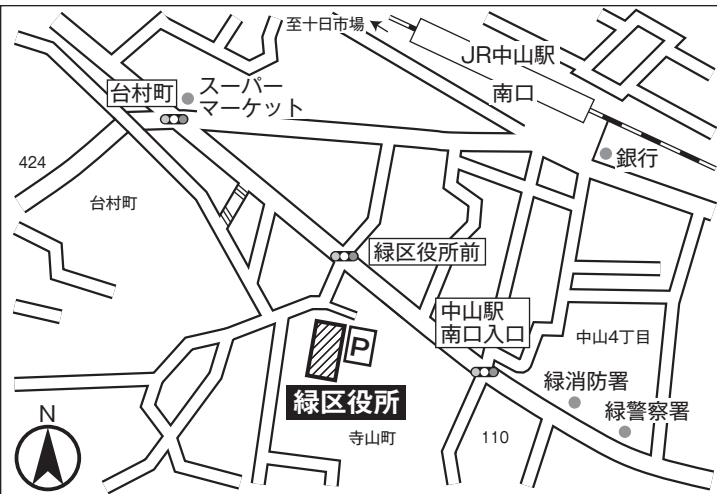 至十日市場
JR中山駅
南口
台村町
スーパー
マーケット
銀行
424
台村町
緑区役所前
中山駅
南口入口
中山4丁目
P
緑区役所
緑消防署
緑警察署
寺山町
110
N